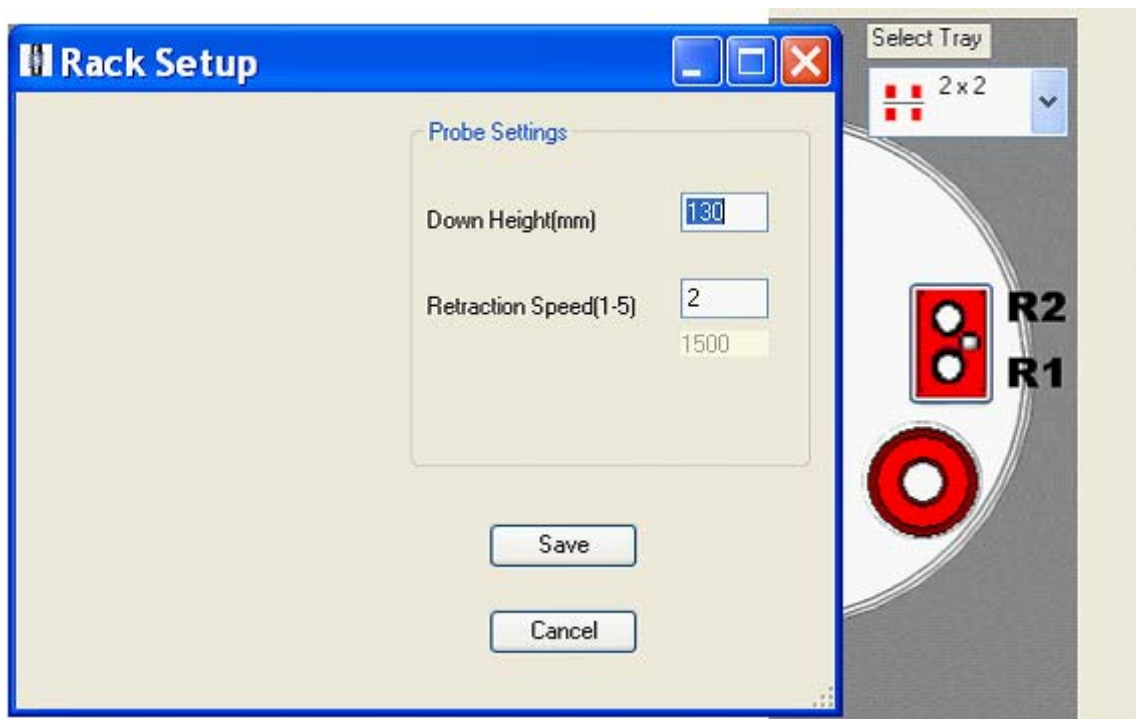 Rack Setup
Select Tray
2 x 2
Probe Settings
Down Height(mm)
130
Retraction Speed(1-5)
2
1500
R2
R1
Save
Cancel